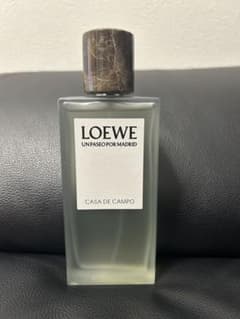 LOEWE
UN PASEO POR MADRID
CASA DE CAMPO